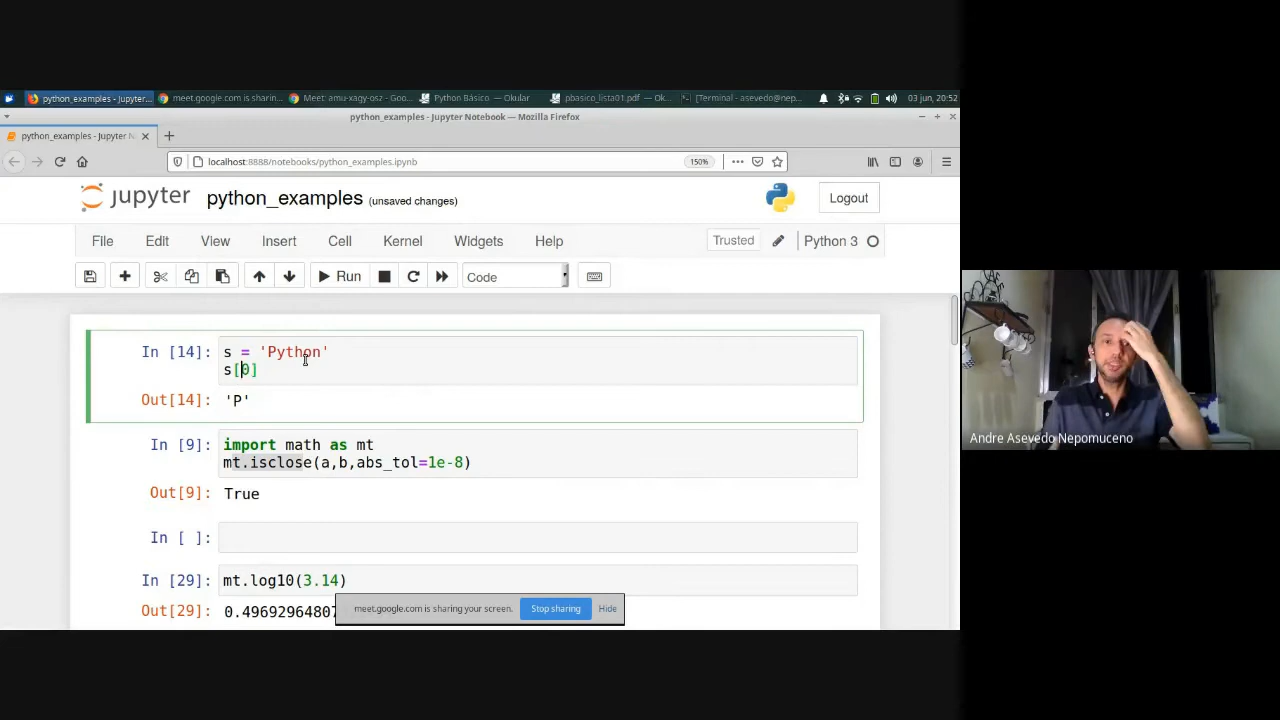 python_examples - Jupyter...
meet.google.com is sharin...
Meet: amu-xagy-osz - Goo...
Python Básico — Okular
pbasico_lista01.pdf — Ok...
[Terminal - asevedo@nep...
03 jun, 20:52
python_examples - Jupyter Notebook — Mozilla Firefox
python_examples - Jupyter N
localhost:8888/notebooks/python_examples.ipynb
150%
jupyter
python_examples (unsaved changes)
Logout
File Edit View Insert Cell Kernel Widgets Help
Trusted
Python 3
Run
Code
In [14]: s = 'Python'
s[0]
Out[14]: 'P'
In [9]: import math as mt
mt.isclose(a,b,abs_tol=1e-8)
Out[9]: True
In [ ]:
In [29]: mt.log10(3.14)
Out[29]: 0.4969296480
meet.google.com is sharing your screen.
Stop sharing
Hide
Andre Asevedo Nepomuceno